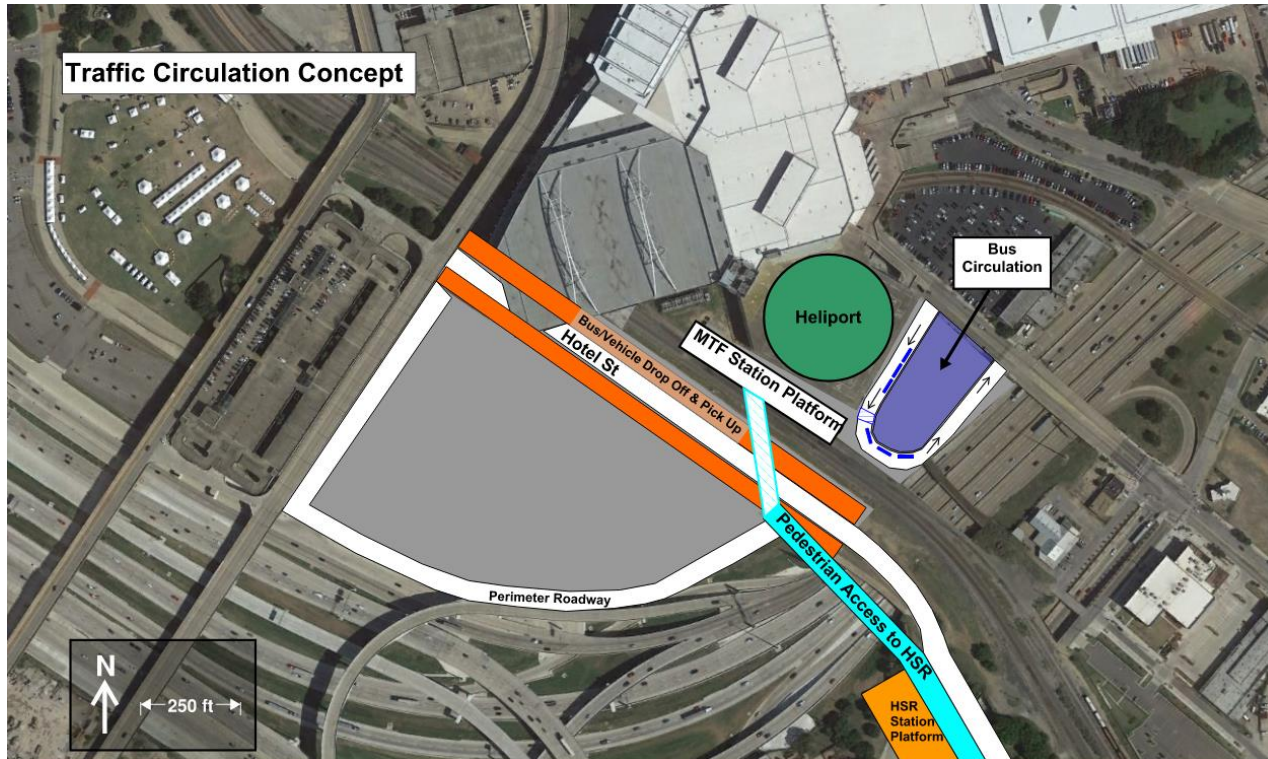 Traffic Circulation Concept
Bus
Circulation
Heliport
MTF Station Platform
Bus/Vehicle Drop Off & Pick Up
Hotel St
Pedestrian Access to HSR
Perimeter Roadway
HSR
Station
Platform
N
250 ft